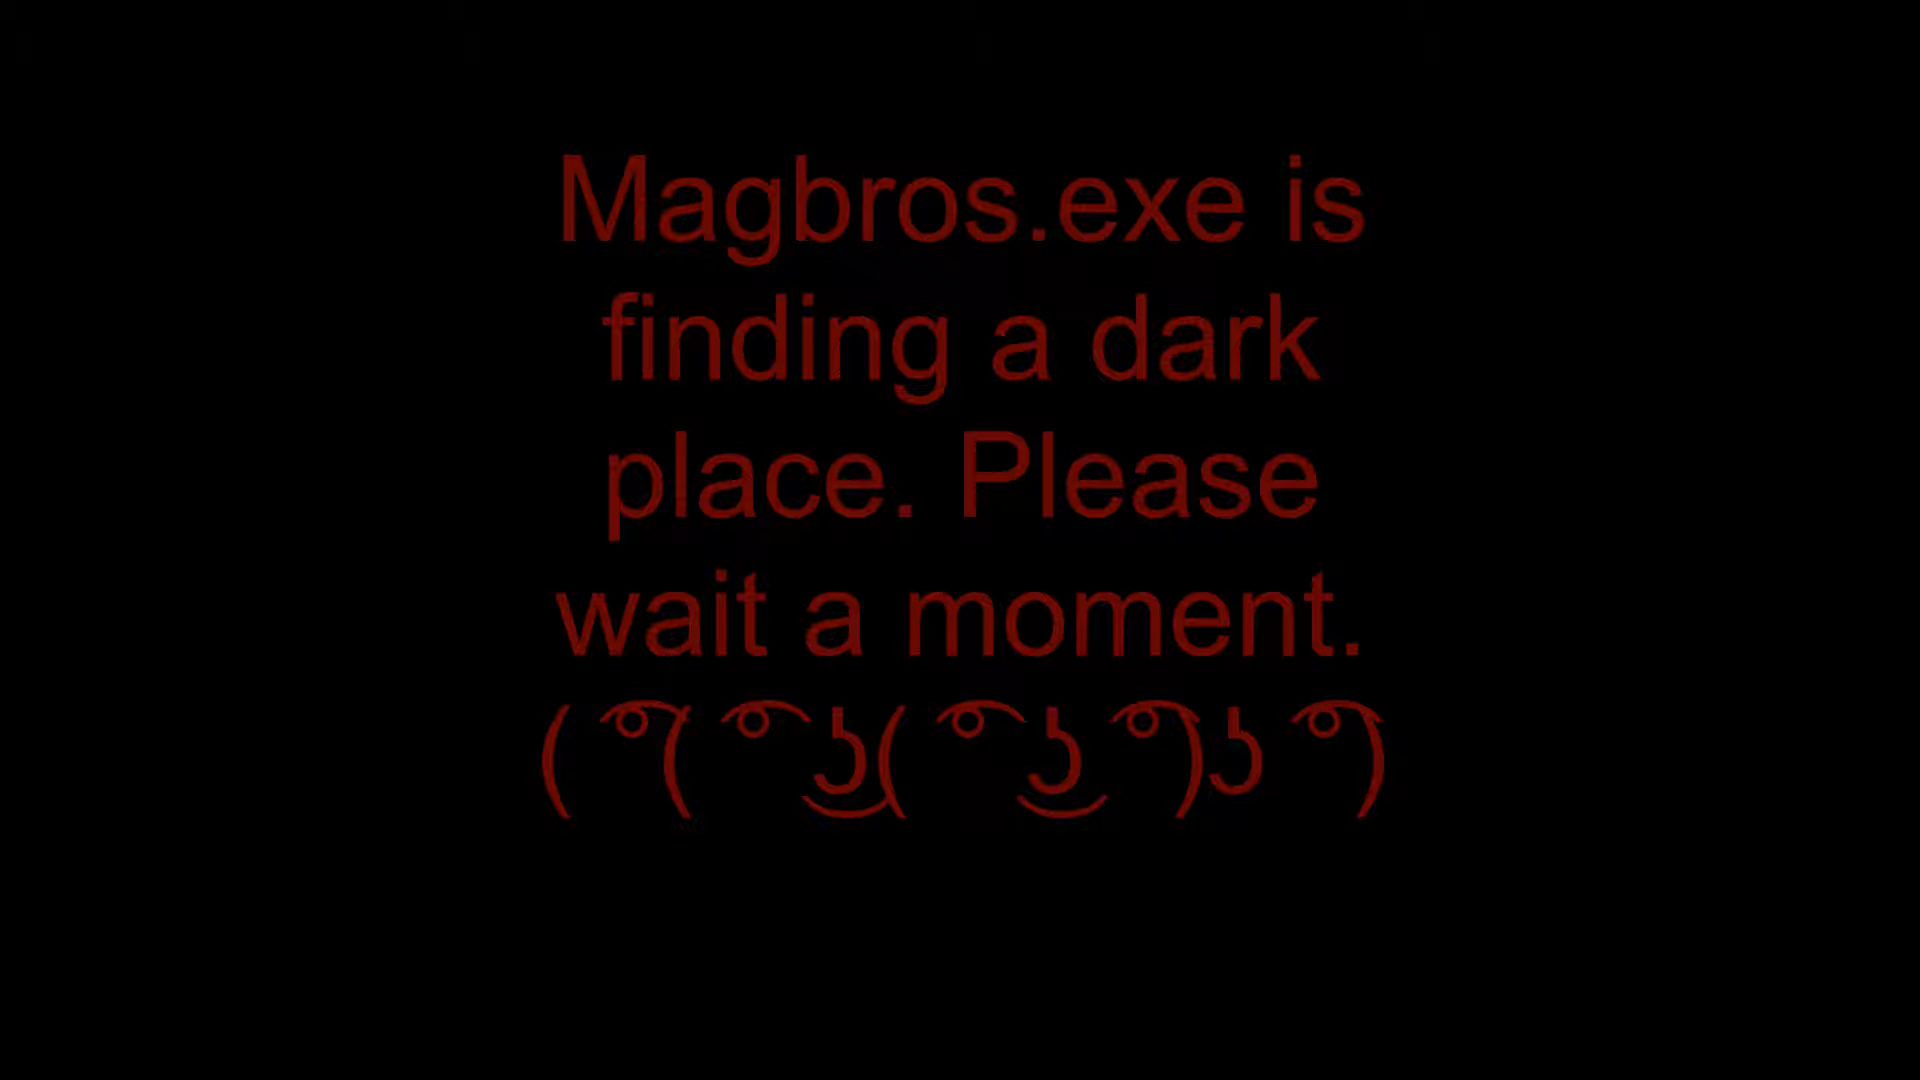 Magbros.exe is
finding a dark
place. Please
wait a moment.
( ͡°( ͡° ͜ʖ( ͡° ͜ʖ ͡°)ʖ ͡°)